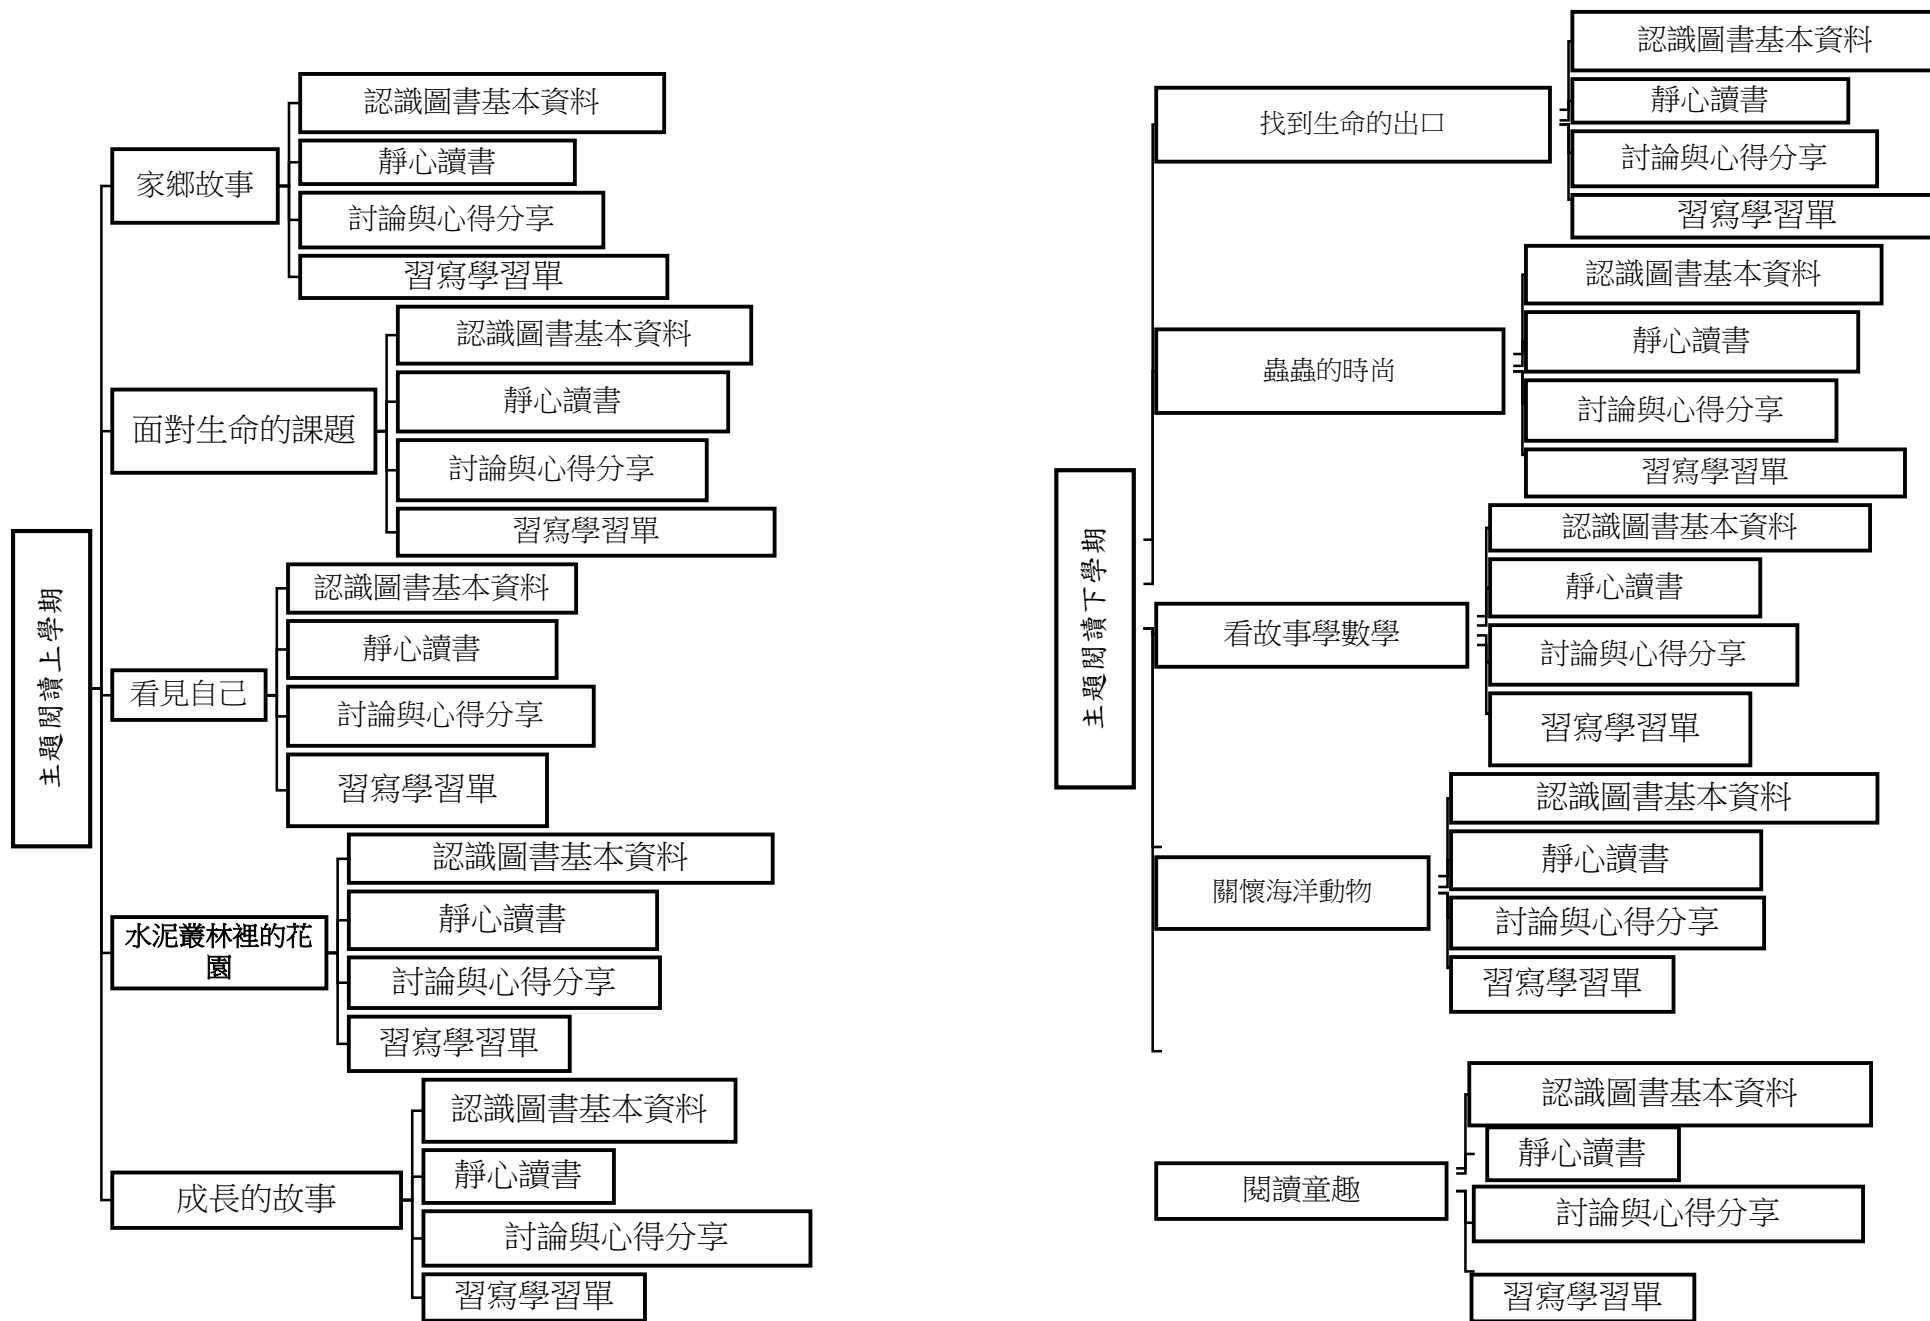 主題閱讀上學期
家鄉故事
認識圖書基本資料
靜心讀書
討論與心得分享
習寫學習單
面對生命的課題
認識圖書基本資料
靜心讀書
討論與心得分享
習寫學習單
看見自己
認識圖書基本資料
靜心讀書
討論與心得分享
習寫學習單
水泥叢林裡的花
園
認識圖書基本資料
靜心讀書
討論與心得分享
習寫學習單
成長的故事
認識圖書基本資料
靜心讀書
討論與心得分享
習寫學習單
主題閱讀下學期
找到生命的出口
認識圖書基本資料
靜心讀書
討論與心得分享
習寫學習單
蟲蟲的時尚
認識圖書基本資料
靜心讀書
討論與心得分享
習寫學習單
看故事學數學
認識圖書基本資料
靜心讀書
討論與心得分享
習寫學習單
關懷海洋動物
認識圖書基本資料
靜心讀書
討論與心得分享
習寫學習單
閱讀童趣
認識圖書基本資料
靜心讀書
討論與心得分享
習寫學習單